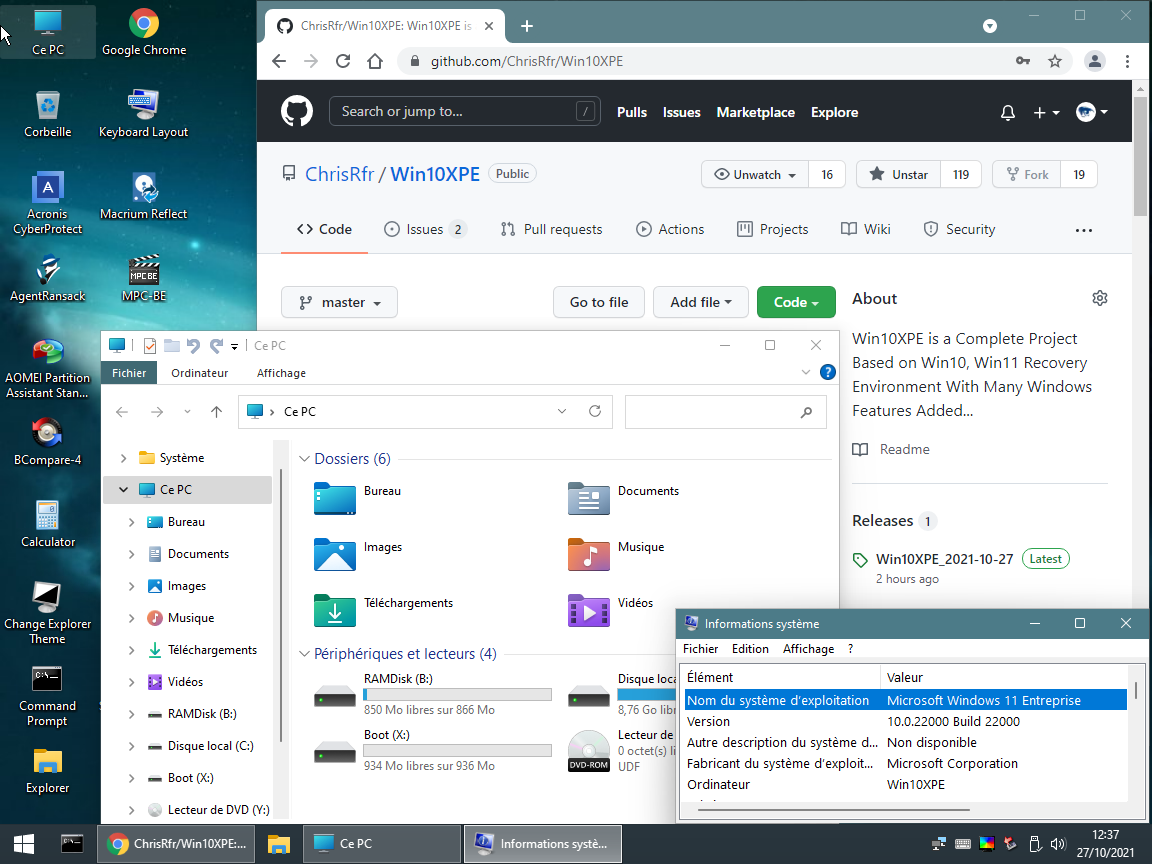 Ce PC
Google Chrome
Corbeille
Keyboard Layout
Acronis
CyberProtect
Macrium Reflect
AgentRansack
MPC-BE
MPC BE
AOMEI Partition
Assistant Stan...
BCompare-4
Calculator
Change Explorer
Theme
Command
Prompt
Explorer
ChrisRfr/Win10XPE: Win10XPE is
github.com/ChrisRfr/Win10XPE
Search or jump to... /
Pulls Issues Marketplace Explore
ChrisRfr / Win10XPE Public
Unwatch 16 Unstar 119 Fork 19
Code Issues 2 Pull requests Actions Projects Wiki Security ...
master Go to file Add file Code
About
Win10XPE is a Complete Project
Based on Win10, Win11 Recovery
Environment With Many Windows
Features Added...
Readme
Releases 1
Win10XPE_2021-10-27 Latest
2 hours ago
Ce PC
Fichier Ordinateur Affichage ?
Ce PC
Système
Ce PC
Bureau
Documents
Images
Musique
Téléchargements
Vidéos
RAMDisk (B:)
Disque local (C:)
Boot (X:)
Lecteur de DVD (Y:)
Dossiers (6)
Bureau Documents
Images Musique
Téléchargements Vidéos
Périphériques et lecteurs (4)
RAMDisk (B:)
850 Mo libres sur 866 Mo
8,76 Go
Boot (X:)
934 Mo libres sur 936 Mo
DVD-ROM
Lecteur de
0 octet(s)
UDF
Informations système
Fichier Edition Affichage ?
Élément Valeur
Nom du système d'exploitation Microsoft Windows 11 Entreprise
Version 10.0.22000 Build 22000
Autre description du système d... Non disponible
Fabricant du système d'exploit... Microsoft Corporation
Ordinateur Win10XPE
ChrisRfr/Win10XPE:...
Ce PC
Informations systè...
12:37
27/10/2021